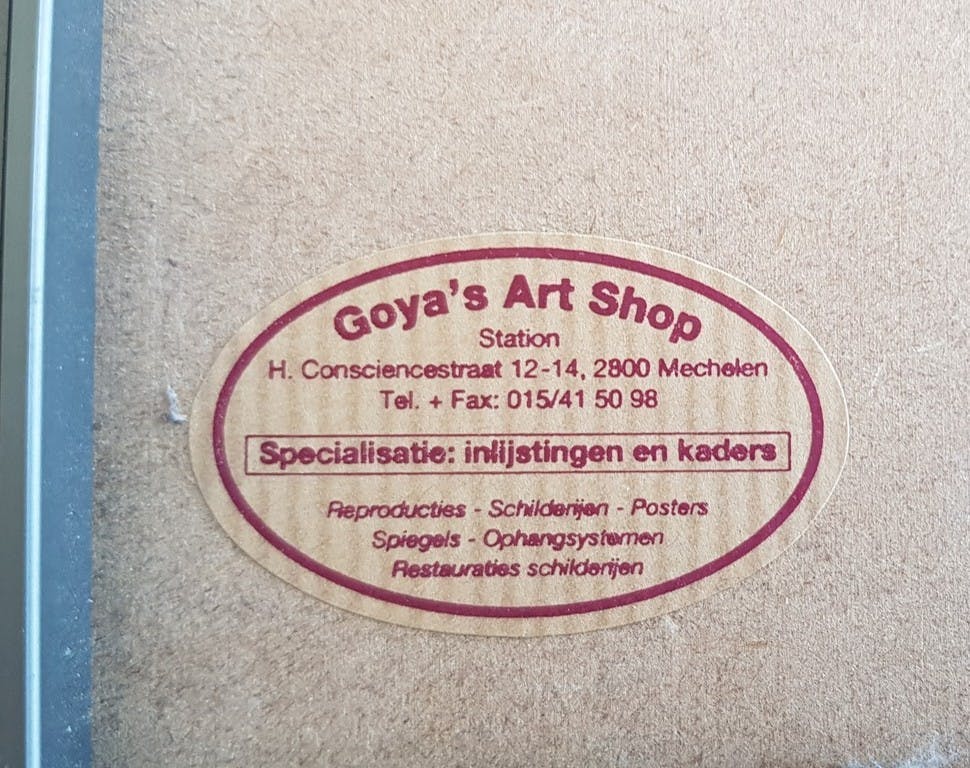 Goya's Art Shop
Station
H. Consciencestraat 12-14, 2800 Mechelen
Tel. + Fax: 015/41 50 98
Specialisatie: inlijstingen en kaders
Reproducties - Schilderijen - Posters
Spiegels - Ophangsystemen
Restauraties schilderijen